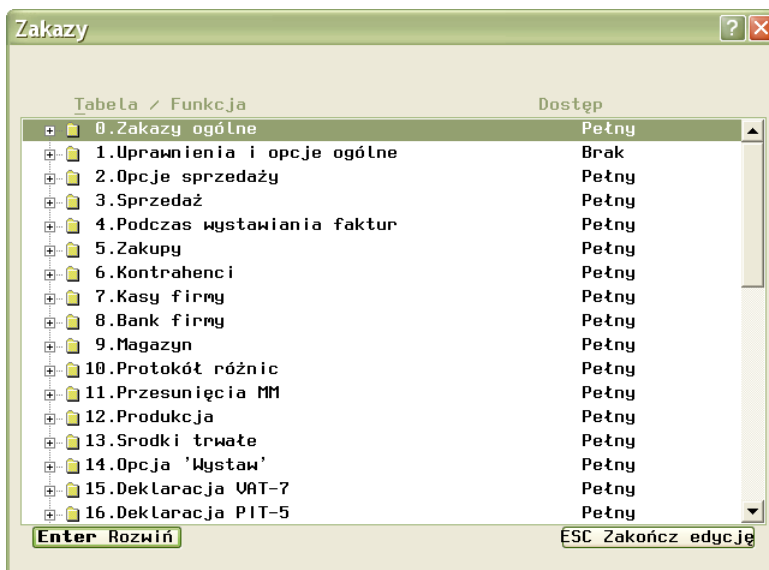 Zakazy
Tabela / Funkcja Dostęp
0.Zakazy ogólne Pełny
1.Uprawnienia i opcje ogólne Brak
2.Opcje sprzedaży Pełny
3.Sprzedaż Pełny
4.Podczas wystawiania faktur Pełny
5.Zakupy Pełny
6.Kontrahenci Pełny
7.Kasy firmy Pełny
8.Bank firmy Pełny
9.Magazyn Pełny
10.Protokół różnic Pełny
11.Przesunięcia MM Pełny
12.Produkcja Pełny
13.Srodki trwałe Pełny
14.Opcja 'Wystaw' Pełny
15.Deklaracja VAT-7 Pełny
16.Deklaracja PIT-5 Pełny
Enter Rozwiń ESC Zakończ edycję